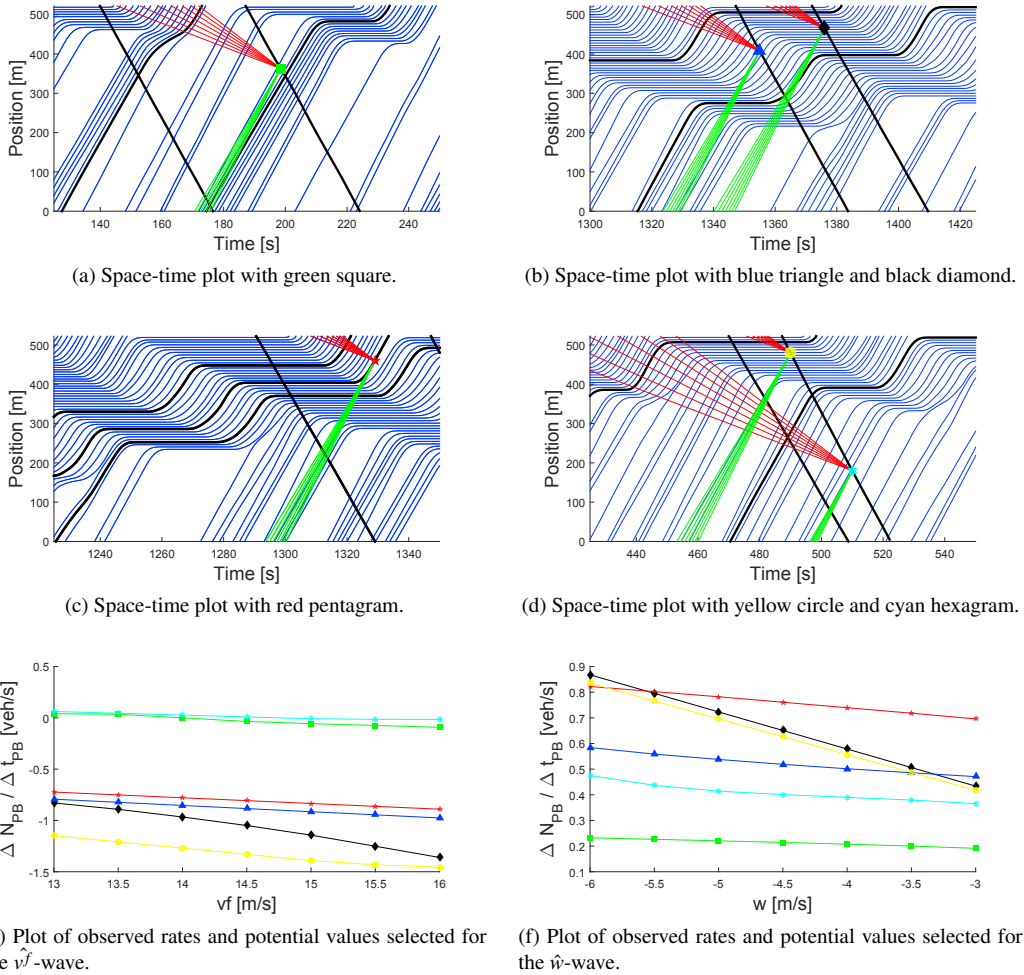 500
400
300
200
100
0
Position [m]
140 160 180 200 220 240
Time [s]
(a) Space-time plot with green square.
500
400
300
200
100
0
Position [m]
1300 1320 1340 1360 1380 1400 1420
Time [s]
(b) Space-time plot with blue triangle and black diamond.
500
400
300
200
100
0
Position [m]
1240 1260 1280 1300 1320 1340
Time [s]
(c) Space-time plot with red pentagram.
500
400
300
200
100
0
Position [m]
440 460 480 500 520 540
Time [s]
(d) Space-time plot with yellow circle and cyan hexagram.
0.5
0
-0.5
-1
-1.5
Δ N_PB / Δ t_PB [veh/s]
13 13.5 14 14.5 15 15.5 16
vf [m/s]
) Plot of observed rates and potential values selected for
e v̂^f-wave.
0.9
0.8
0.7
0.6
0.5
0.4
0.3
0.2
0.1
Δ N_PB / Δ t_PB [veh/s]
-6 -5.5 -5 -4.5 -4 -3.5 -3
w [m/s]
(f) Plot of observed rates and potential values selected for
the ŵ-wave.